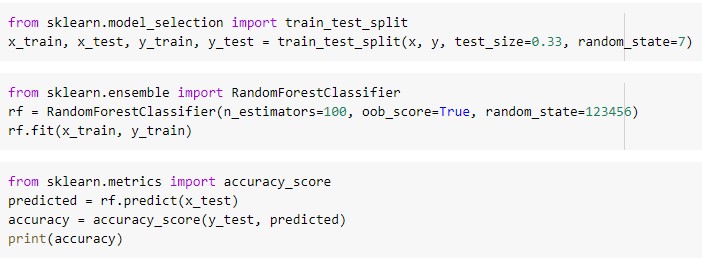 from sklearn.model_selection import train_test_split
x_train, x_test, y_train, y_test = train_test_split(x, y, test_size=0.33, random_state=7)
from sklearn.ensemble import RandomForestClassifier
rf = RandomForestClassifier(n_estimators=100, oob_score=True, random_state=123456)
rf.fit(x_train, y_train)
from sklearn.metrics import accuracy_score
predicted = rf.predict(x_test)
accuracy = accuracy_score(y_test, predicted)
print(accuracy)